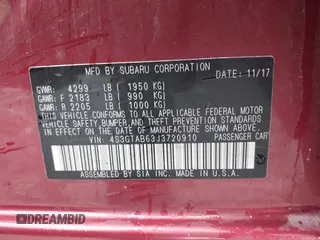 MFD BY SUBARU CORPORATION
DATE 11/17
GVWR: 4299 LB ( 1950 KG)
GAWR: F 2183 LB ( 990 KG)
GAWR: R 2205 LB ( 1000 KG)
THIS VEHICLE CONFORMS TO ALL APPLICABLE
FEDERAL MOTOR VEHICLE SAFETY, BUMPER, AND
THEFT PREVENTION STANDARDS IN EFFECT ON THE
DATE OF MANUFACTURE SHOWN ABOVE.
VIN: 4S3GTAB63J3720910
PASSENGER CAR
ASSEMBLED BY SIA INC. MADE IN U.S.A.
DREAMBID